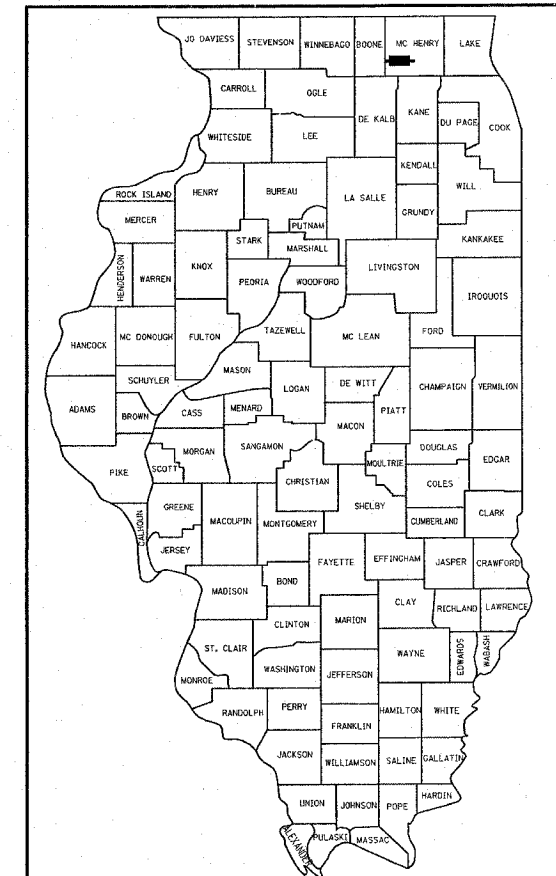 JO DAVIESS STEVENSON WINNEBAGO BOONE MC HENRY LAKE
CARROLL OGLE
DE KALB KANE DU PAGE COOK
WHITESIDE LEE
KENDALL WILL
ROCK ISLAND HENRY BUREAU LA SALLE GRUNDY
MERCER PUTNAM KANKAKEE
STARK MARSHALL
HENDERSON WARREN KNOX PEORIA WOODFORD LIVINGSTON IROQUOIS
HANCOCK MC DONOUGH FULTON TAZEWELL MC LEAN FORD
MASON
SCHUYLER LOGAN DE WITT CHAMPAIGN VERMILION
ADAMS BROWN CASS MENARD PIATT
MACON
SANGAMON DOUGLAS
PIKE SCOTT MORGAN MOULTRIE EDGAR
CHRISTIAN COLES
GREENE MACOUPIN SHELBY
CALHOUN MONTGOMERY CUMBERLAND CLARK
JERSEY
FAYETTE EFFINGHAM JASPER CRAWFORD
BOND
MADISON CLAY
CLINTON MARION RICHLAND LAWRENCE
ST. CLAIR WAYNE EDWARDS WABASH
WASHINGTON JEFFERSON
MONROE
PERRY HAMILTON WHITE
RANDOLPH FRANKLIN
JACKSON WILLIAMSON SALINE GALLATIN
UNION JOHNSON POPE HARDIN
ALEXANDER PULASKI MASSAC